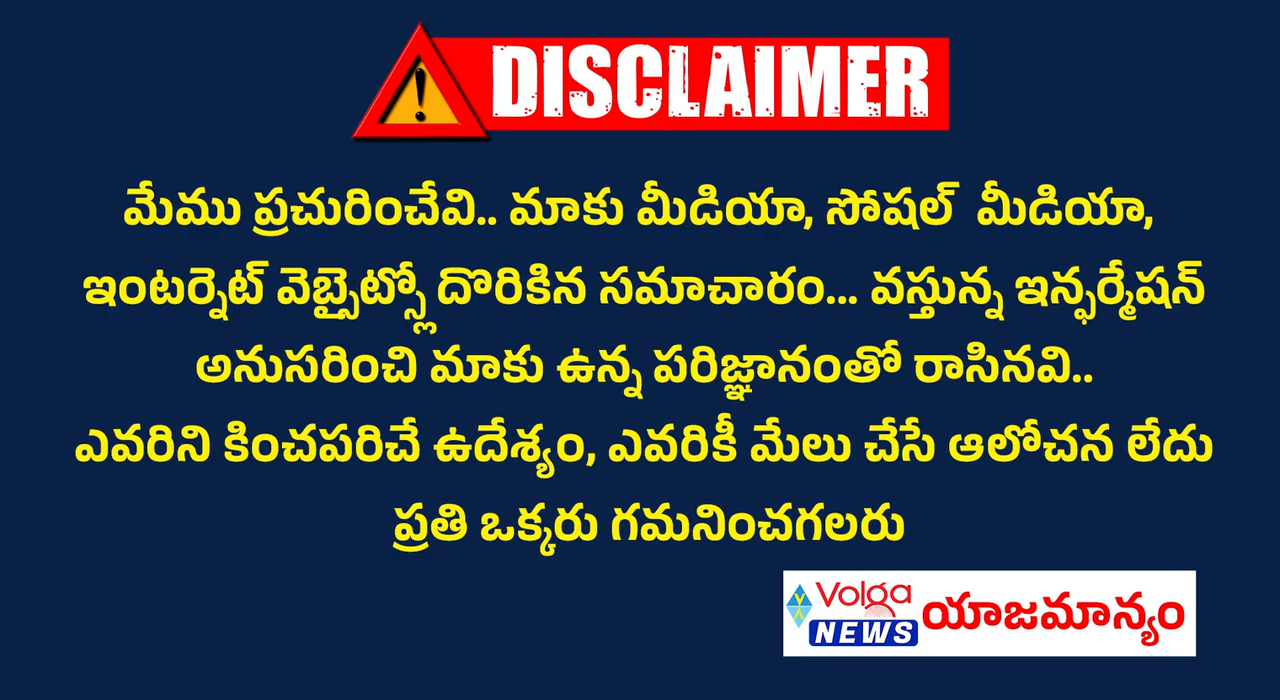 DISCLAIMER
మేము ప్రచురించేవి.. మాకు మీడియా, సోషల్ మీడియా,
ఇంటర్నెట్ వెబ్సైట్స్లో దొరికిన సమాచారం... వస్తున్న ఇన్ఫర్మేషన్
అనుసరించి మాకు ఉన్న పరిజ్ఞానంతో రాసినవి..
ఎవరిని కించపరిచే ఉదేశ్యం, ఎవరికీ మేలు చేసే ఆలోచన లేదు
ప్రతి ఒక్కరు గమనించగలరు
Volga
NEWS యాజమాన్యం